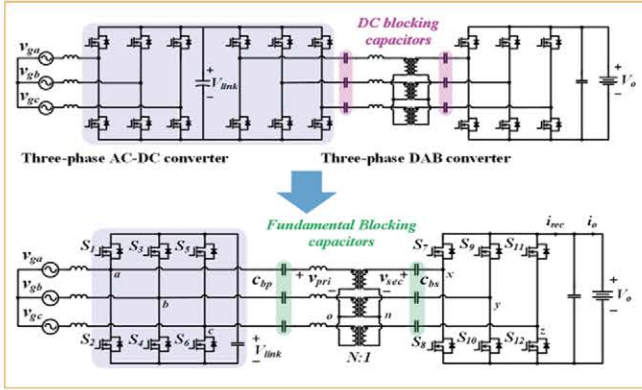 DC blocking
capacitors
v_ga
v_gb
v_gc
+
V_link
−
+
V_o
−
Three-phase AC-DC converter
Three-phase DAB converter
Fundamental Blocking
capacitors
v_ga
v_gb
v_gc
S_1
S_3
S_5
S_2
S_4
S_6
a
b
c
+
V_link
−
c_bp
+ v_pri −
o
n
N:1
v_sec +
−
c_bs
S_7
S_9
S_11
S_8
S_10
S_12
x
y
z
i_rec
i_o
+
V_o
−